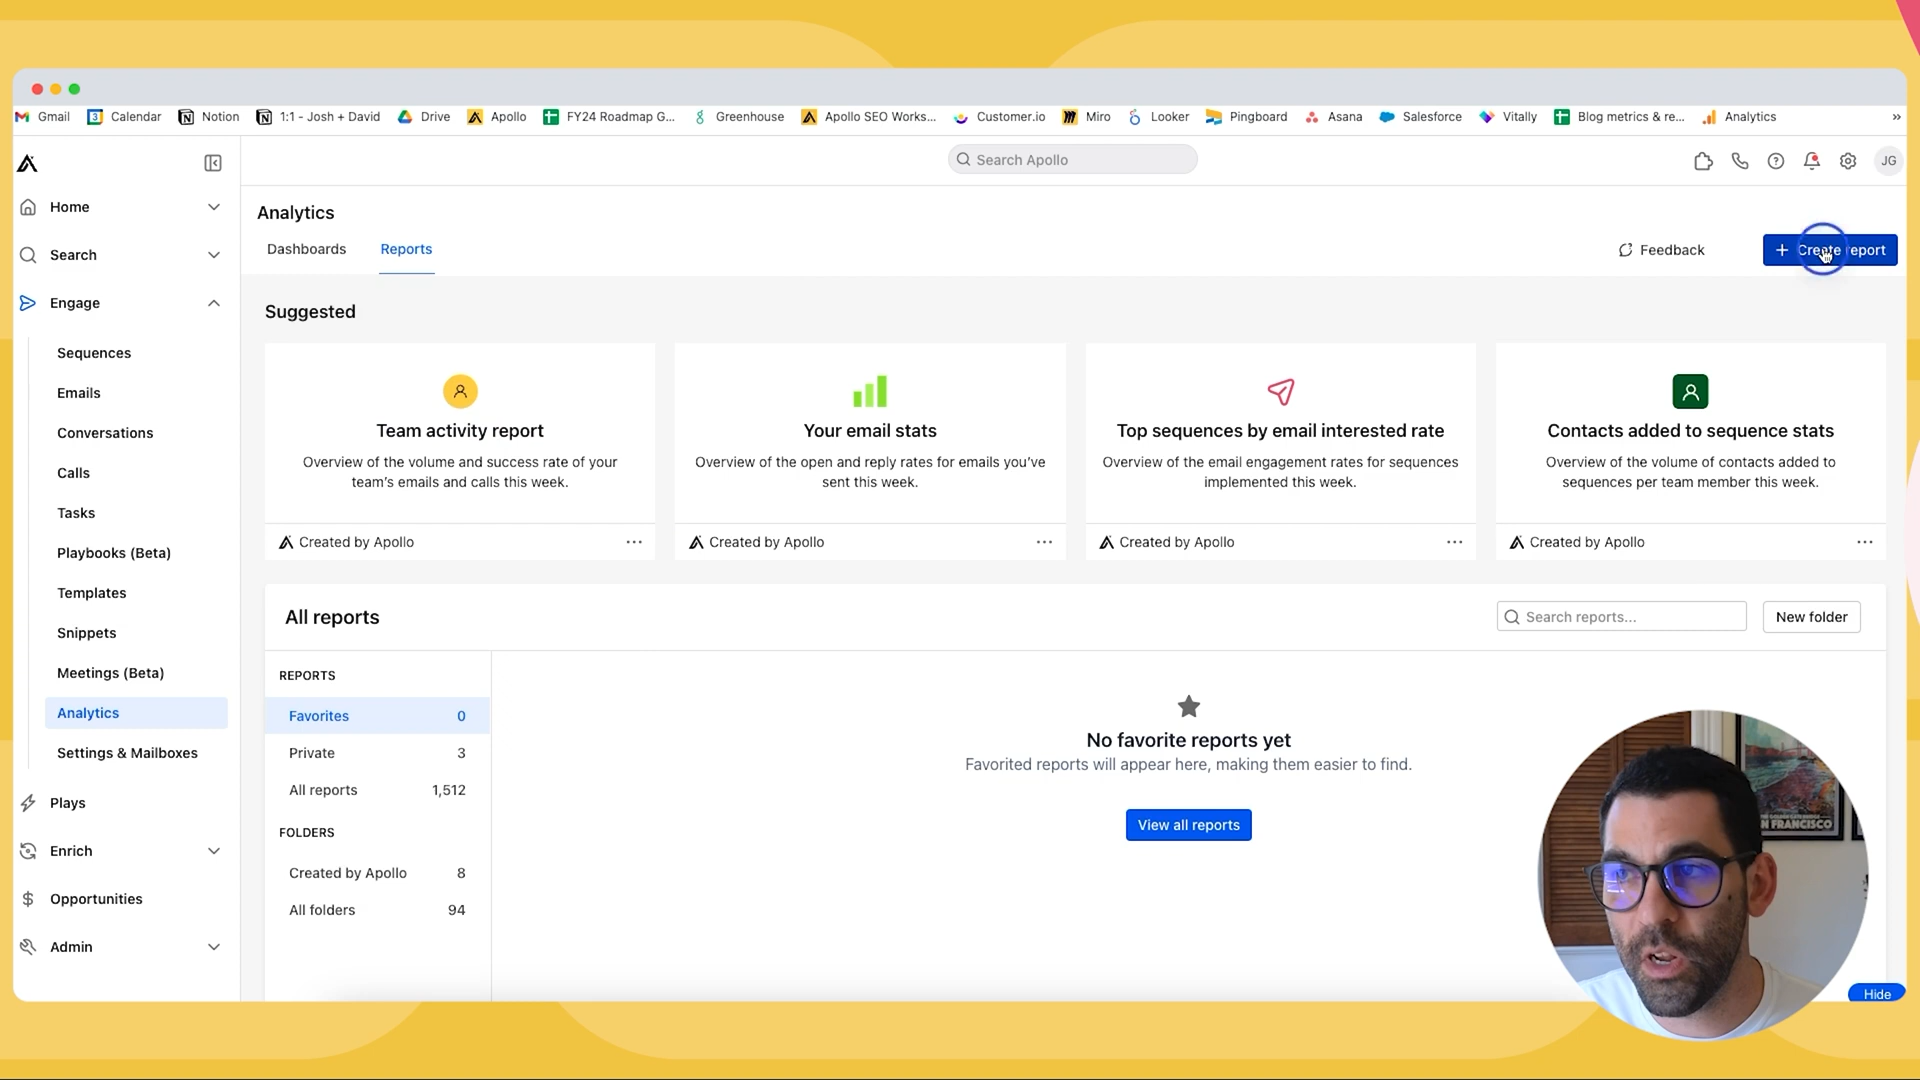 Gmail
Calendar
Notion
1:1 - Josh + David
Drive
Apollo
FY24 Roadmap G...
Greenhouse
Apollo SEO Works...
Customer.io
Miro
Looker
Pingboard
Asana
Salesforce
Vitally
Blog metrics & re...
Analytics
»
Search Apollo
JG
Home
Search
Engage
Sequences
Emails
Conversations
Calls
Tasks
Playbooks (Beta)
Templates
Snippets
Meetings (Beta)
Analytics
Settings & Mailboxes
Plays
Enrich
Opportunities
Admin
Analytics
Dashboards
Reports
Feedback
+ Create report
Suggested
Team activity report
Overview of the volume and success rate of your
team's emails and calls this week.
Created by Apollo
Your email stats
Overview of the open and reply rates for emails you've
sent this week.
Created by Apollo
Top sequences by email interested rate
Overview of the email engagement rates for sequences
implemented this week.
Created by Apollo
Contacts added to sequence stats
Overview of the volume of contacts added to
sequences per team member this week.
Created by Apollo
All reports
Search reports...
New folder
REPORTS
Favorites 0
Private 3
All reports 1,512
FOLDERS
Created by Apollo 8
All folders 94
No favorite reports yet
Favorited reports will appear here, making them easier to find.
View all reports
Hide